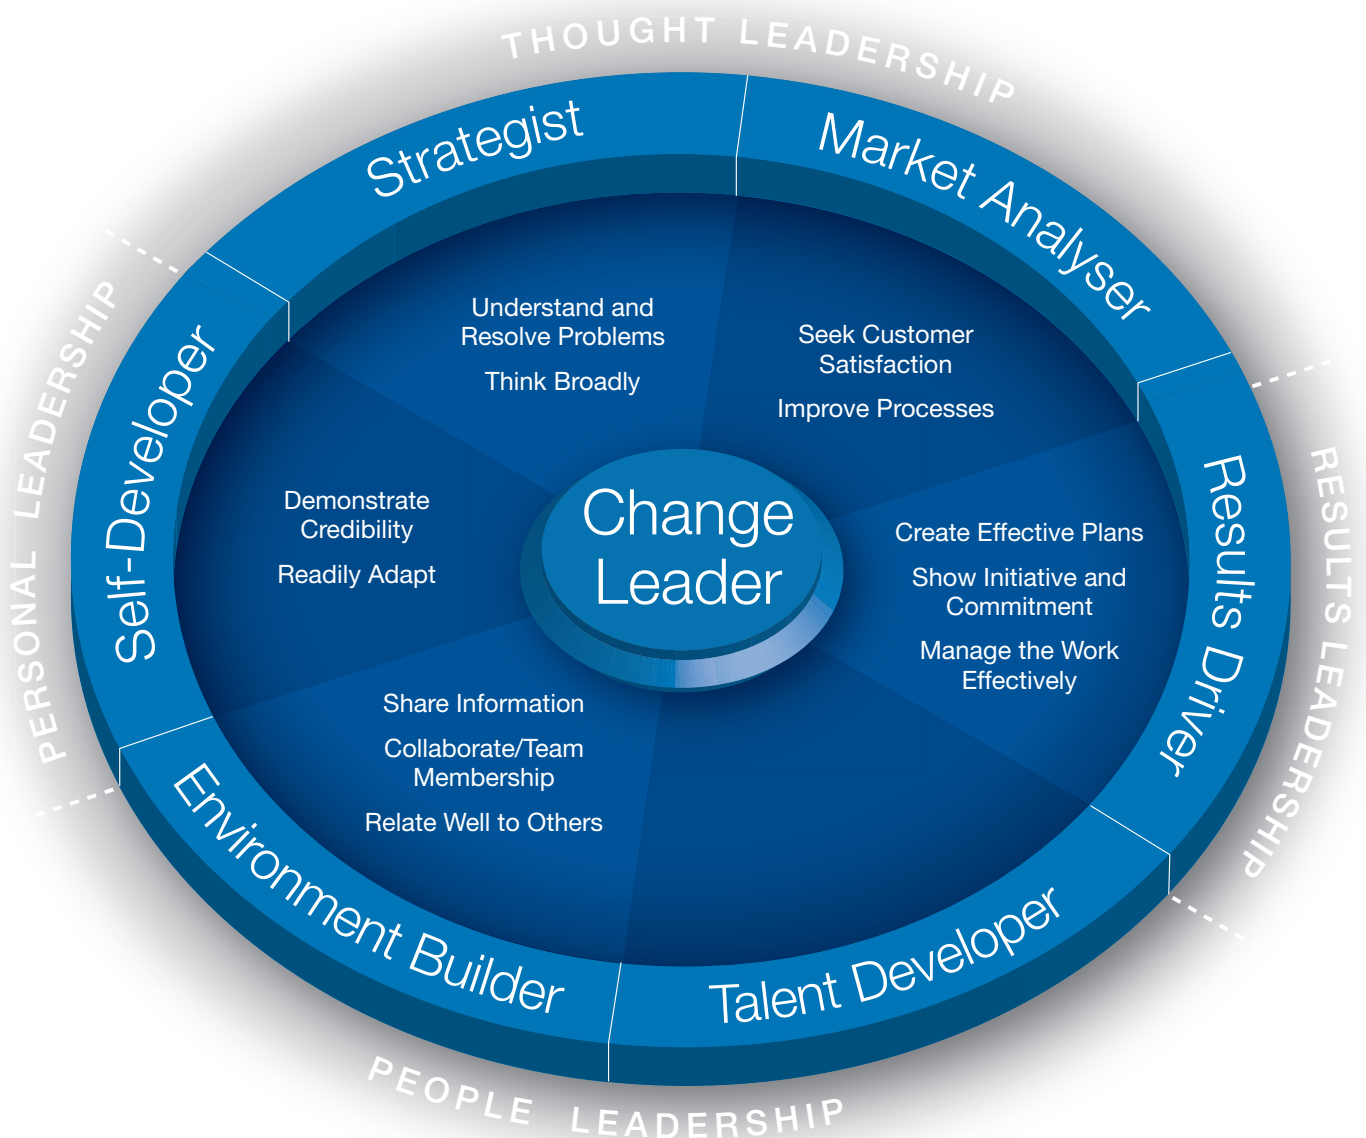 THOUGHT LEADERSHIP
Strategist
Market Analyser
Understand and
Resolve Problems
Think Broadly
Seek Customer
Satisfaction
Improve Processes
PERSONAL LEADERSHIP
Self-Developer
Demonstrate
Credibility
Readily Adapt
Change
Leader
Create Effective Plans
Show Initiative and
Commitment
Manage the Work
Effectively
Results Driver
RESULTS LEADERSHIP
Share Information
Collaborate/Team
Membership
Relate Well to Others
Environment Builder
Talent Developer
PEOPLE LEADERSHIP